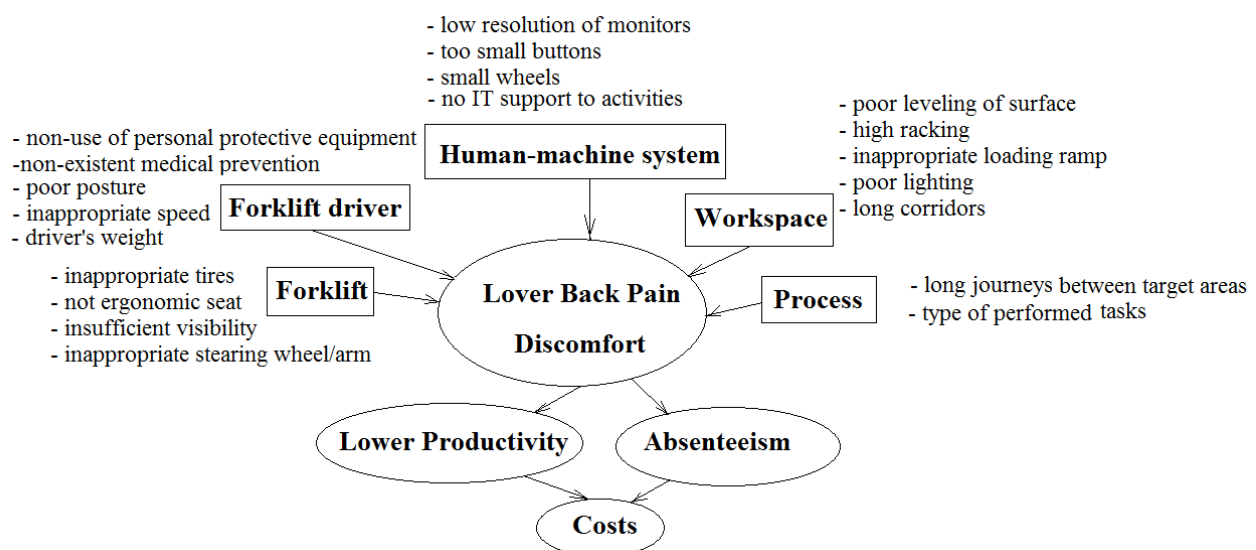 - low resolution of monitors
- too small buttons
- small wheels
- no IT support to activities
Human-machine system
- non-use of personal protective equipment
-non-existent medical prevention
- poor posture
- inappropriate speed
- driver's weight
Forklift driver
- poor leveling of surface
- high racking
- inappropriate loading ramp
- poor lighting
- long corridors
Workspace
- inappropriate tires
- not ergonomic seat
- insufficient visibility
- inappropriate stearing wheel/arm
Forklift
Lover Back Pain
Discomfort
Process
- long journeys between target areas
- type of performed tasks
Lower Productivity
Absenteeism
Costs